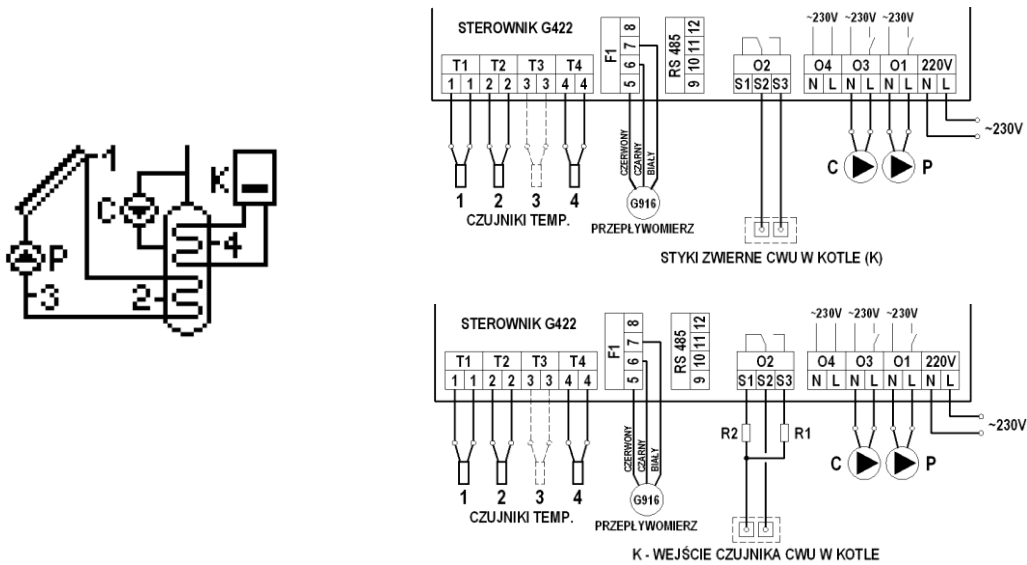 1
K
C
4
P
3
2
STEROWNIK G422
T1 T2 T3 T4
1 1 2 2 3 3 4 4
F1
5 6 7 8
RS 485
9 10 11 12
O2
S1 S2 S3
~230V ~230V ~230V
O4 O3 O1 220V
N L N L N L N L
~230V
CZERWONY
CZARNY
BIAŁY
G916
PRZEPŁYWOMIERZ
1 2 3 4
CZUJNIKI TEMP.
C P
STYKI ZWIERNE CWU W KOTLE (K)
STEROWNIK G422
T1 T2 T3 T4
1 1 2 2 3 3 4 4
F1
5 6 7 8
RS 485
9 10 11 12
O2
S1 S2 S3
~230V ~230V ~230V
O4 O3 O1 220V
N L N L N L N L
~230V
R2 R1
CZERWONY
CZARNY
BIAŁY
G916
PRZEPŁYWOMIERZ
1 2 3 4
CZUJNIKI TEMP.
C P
K - WEJŚCIE CZUJNIKA CWU W KOTLE